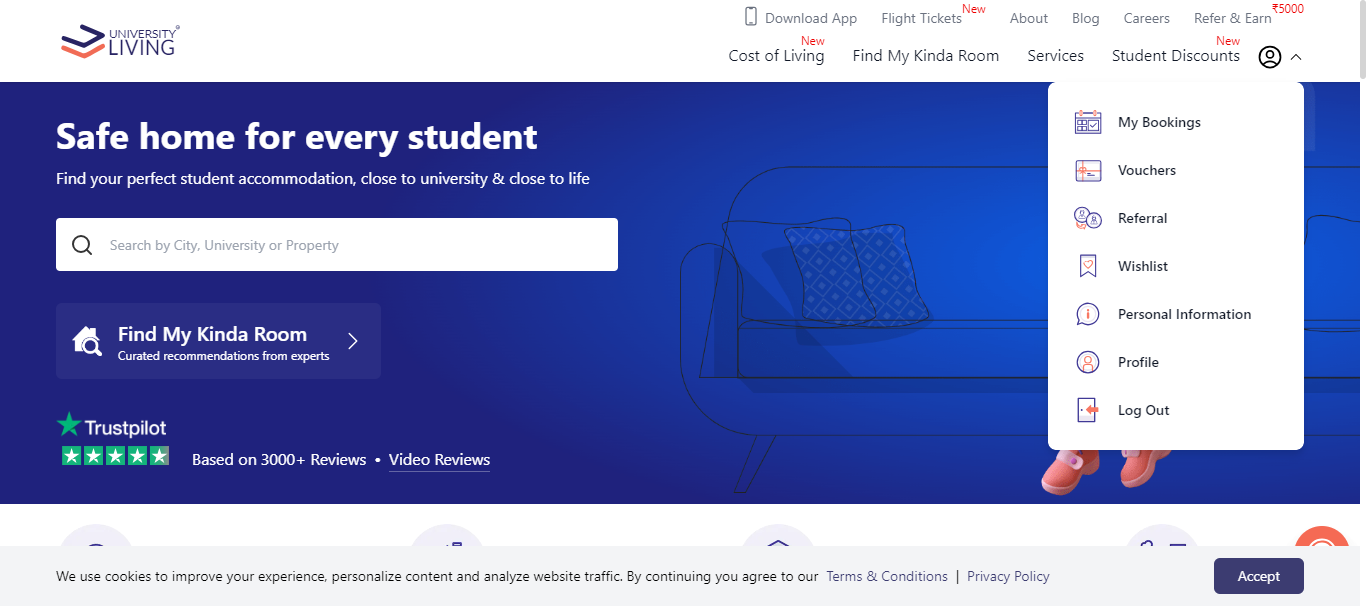 Download App
Flight Tickets New
About
Blog
Careers
Refer & Earn ₹5000
UNIVERSITY
LIVING
Cost of Living New
Find My Kinda Room
Services
Student Discounts New
Safe home for every student
Find your perfect student accommodation, close to university & close to life
Search by City, University or Property
Find My Kinda Room
Curated recommendations from experts
Trustpilot
Based on 3000+ Reviews • Video Reviews
My Bookings
Vouchers
Referral
Wishlist
Personal Information
Profile
Log Out
We use cookies to improve your experience, personalize content and analyze website traffic. By continuing you agree to our Terms & Conditions | Privacy Policy
Accept